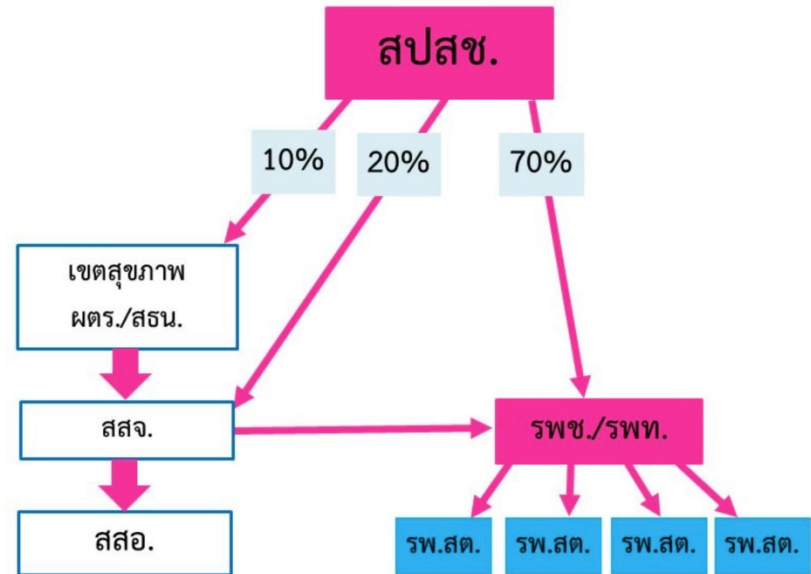 สปสช.
10%
20%
70%
เขตสุขภาพ
ผตร./สธน.
สสจ.
รพช./รพท.
สสอ.
รพ.สต.
รพ.สต.
รพ.สต.
รพ.สต.